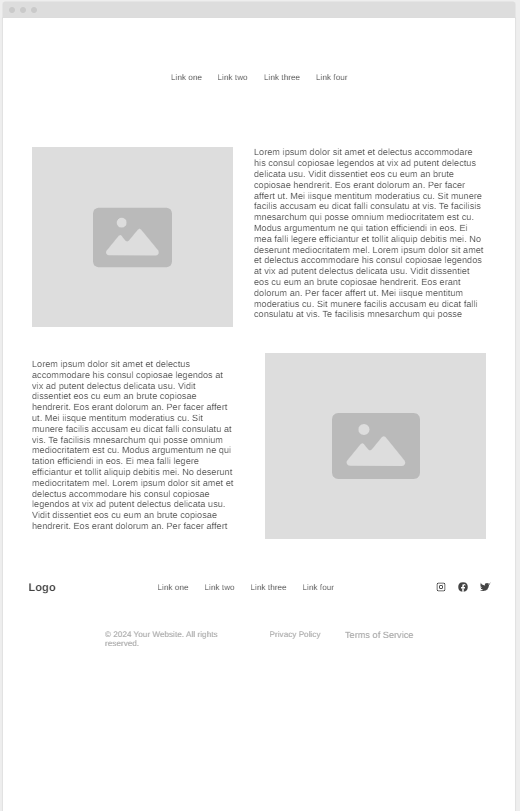 Link one Link two Link three Link four
Lorem ipsum dolor sit amet et delectus accommodare
his consul copiosae legendos at vix ad putent delectus
delicata usu. Vidit dissentiet eos cu eum an brute
copiosae hendrerit. Eos erant dolorum an. Per facer
affert ut. Mei iisque mentitum moderatius cu. Sit munere
facilis accusam eu dicat falli consulatu at vis. Te facilisis
mnesarchum qui posse omnium mediocritatem est cu.
Modus argumentum ne qui tation efficiendi in eos. Ei
mea falli legere efficiantur et tollit aliquip debitis mei. No
deserunt mediocritatem mel. Lorem ipsum dolor sit amet
et delectus accommodare his consul copiosae legendos
at vix ad putent delectus delicata usu. Vidit dissentiet
eos cu eum an brute copiosae hendrerit. Eos erant
dolorum an. Per facer affert ut. Mei iisque mentitum
moderatius cu. Sit munere facilis accusam eu dicat falli
consulatu at vis. Te facilisis mnesarchum qui posse
Lorem ipsum dolor sit amet et delectus
accommodare his consul copiosae legendos at
vix ad putent delectus delicata usu. Vidit
dissentiet eos cu eum an brute copiosae
hendrerit. Eos erant dolorum an. Per facer affert
ut. Mei iisque mentitum moderatius cu. Sit
munere facilis accusam eu dicat falli consulatu at
vis. Te facilisis mnesarchum qui posse omnium
mediocritatem est cu. Modus argumentum ne qui
tation efficiendi in eos. Ei mea falli legere
efficiantur et tollit aliquip debitis mei. No deserunt
mediocritatem mel. Lorem ipsum dolor sit amet et
delectus accommodare his consul copiosae
legendos at vix ad putent delectus delicata usu.
Vidit dissentiet eos cu eum an brute copiosae
hendrerit. Eos erant dolorum an. Per facer affert
Logo Link one Link two Link three Link four
© 2024 Your Website. All rights reserved. Privacy Policy Terms of Service